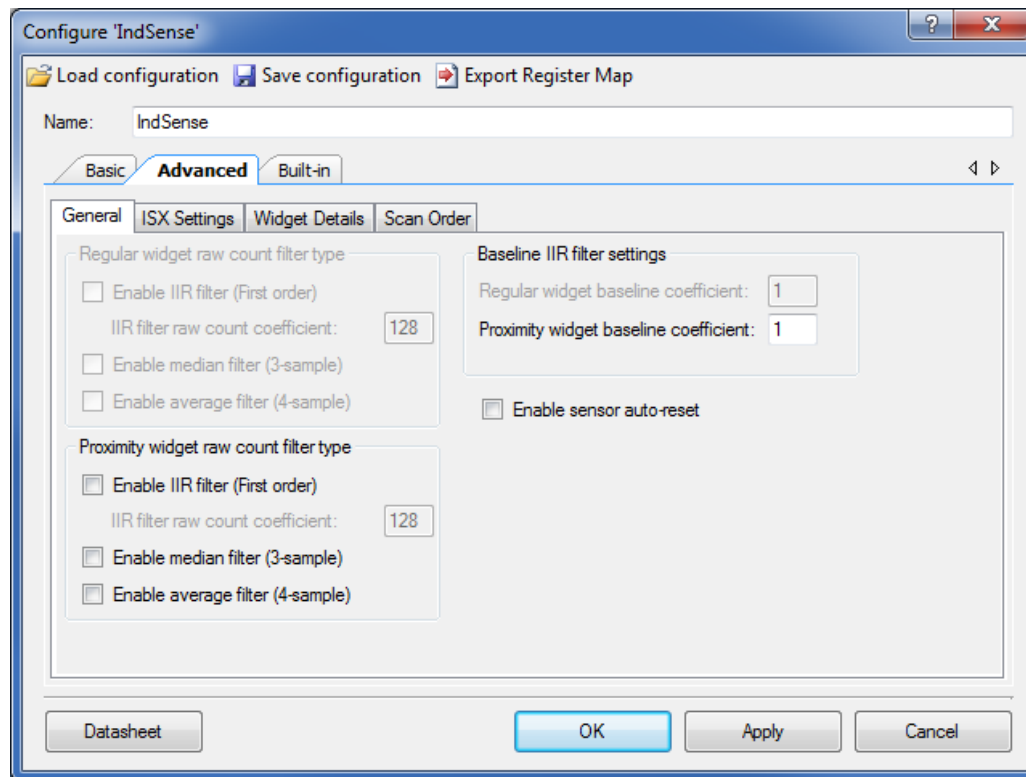 Configure 'IndSense'
?
X
Load configuration Save configuration Export Register Map
Name: IndSense
Basic Advanced Built-in
General ISX Settings Widget Details Scan Order
Regular widget raw count filter type
Enable IIR filter (First order)
IIR filter raw count coefficient: 128
Enable median filter (3-sample)
Enable average filter (4-sample)
Proximity widget raw count filter type
Enable IIR filter (First order)
IIR filter raw count coefficient: 128
Enable median filter (3-sample)
Enable average filter (4-sample)
Baseline IIR filter settings
Regular widget baseline coefficient: 1
Proximity widget baseline coefficient: 1
Enable sensor auto-reset
Datasheet OK Apply Cancel